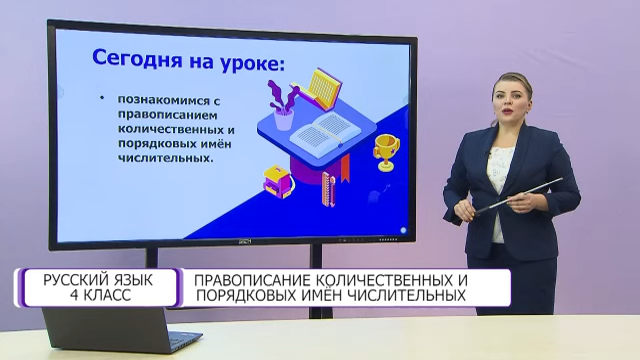 Сегодня на уроке:
• познакомимся с
правописанием
количественных и
порядковых имён
числительных.
РУССКИЙ ЯЗЫК
4 КЛАСС
ПРАВОПИСАНИЕ КОЛИЧЕСТВЕННЫХ И
ПОРЯДКОВЫХ ИМЁН ЧИСЛИТЕЛЬНЫХ